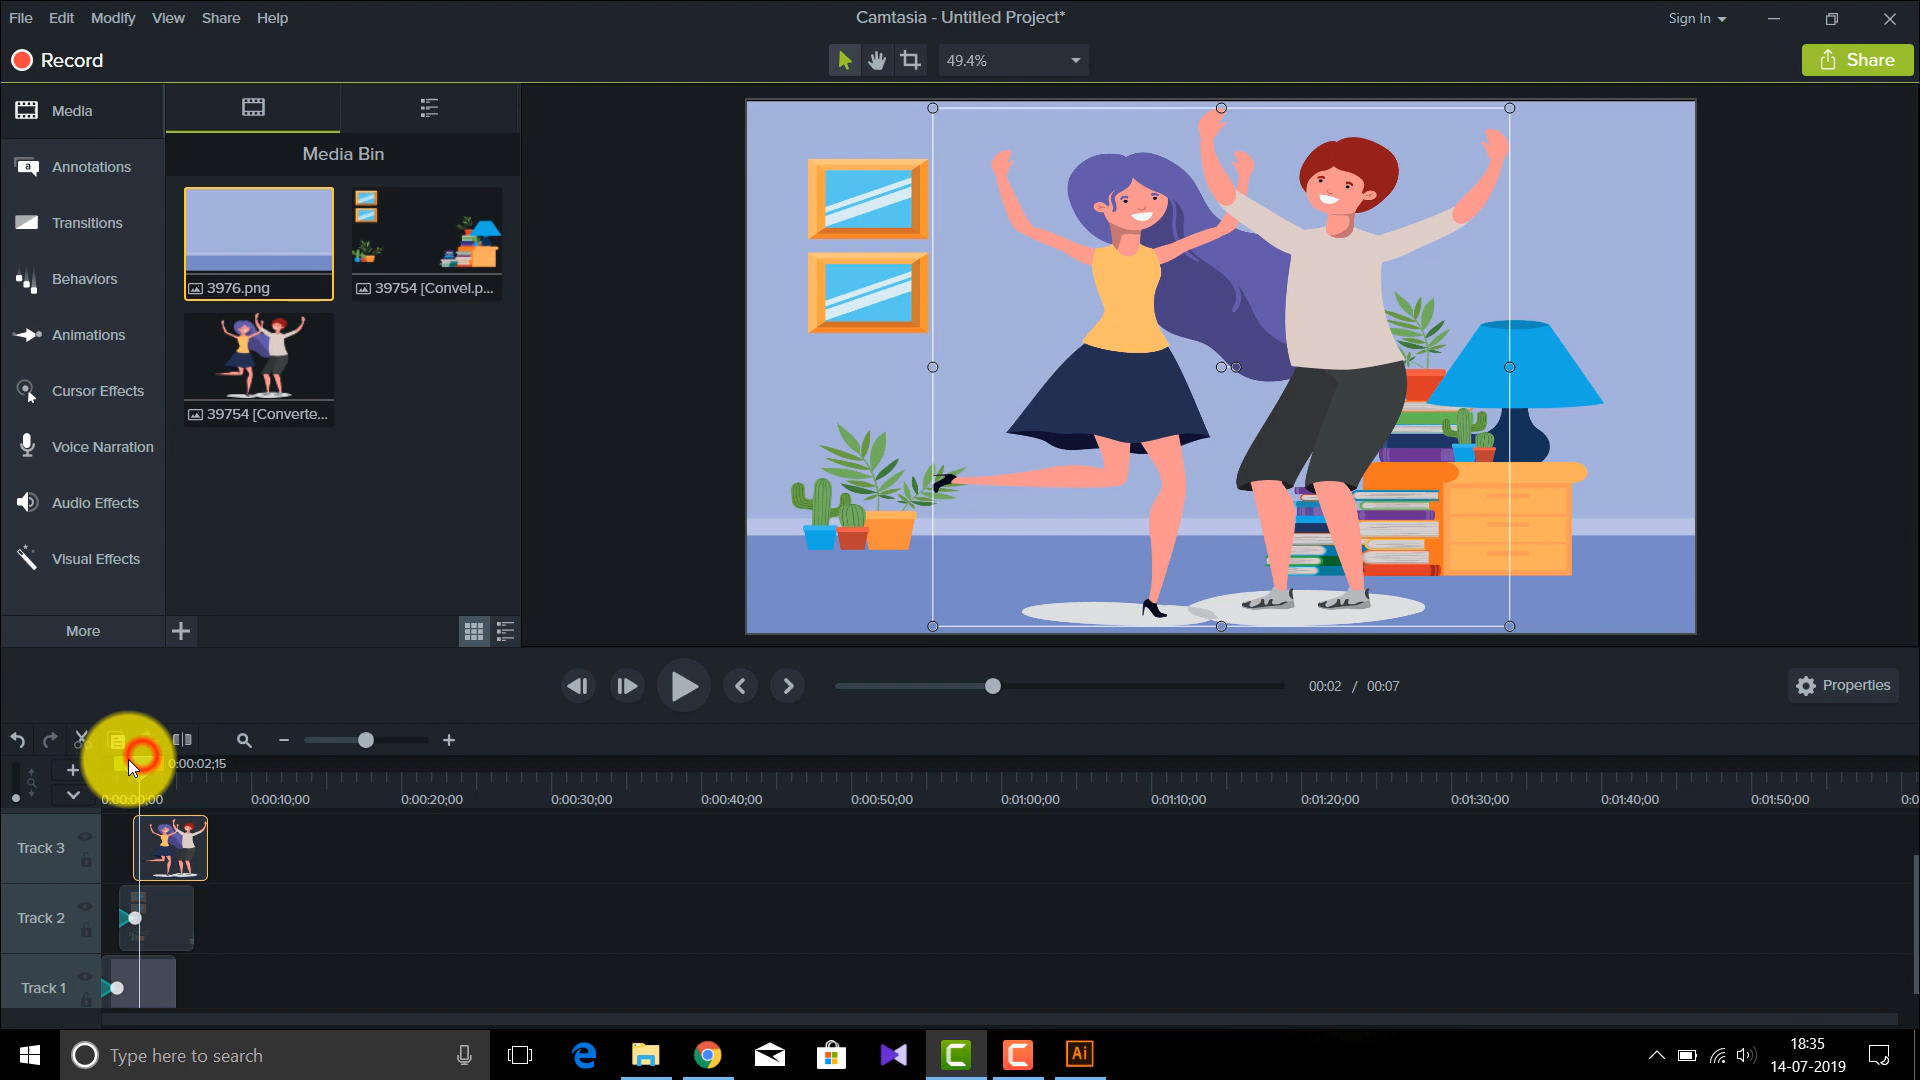 File Edit Modify View Share Help
Camtasia - Untitled Project*
Sign In
Record
49.4%
Share
Media
Annotations
Transitions
Behaviors
Animations
Cursor Effects
Voice Narration
Audio Effects
Visual Effects
More
Media Bin
3976.png
39754 [Convel.p...
39754 [Converte...
00:02 / 00:07
Properties
0:00:02;15
0:00:00;00 0:00:10;00 0:00:20;00 0:00:30;00 0:00:40;00 0:00:50;00 0:01:00;00 0:01:10;00 0:01:20;00 0:01:30;00 0:01:40;00 0:01:50;00 0:0
Track 3
Track 2
Track 1
Type here to search
Ai
18:35
14-07-2019